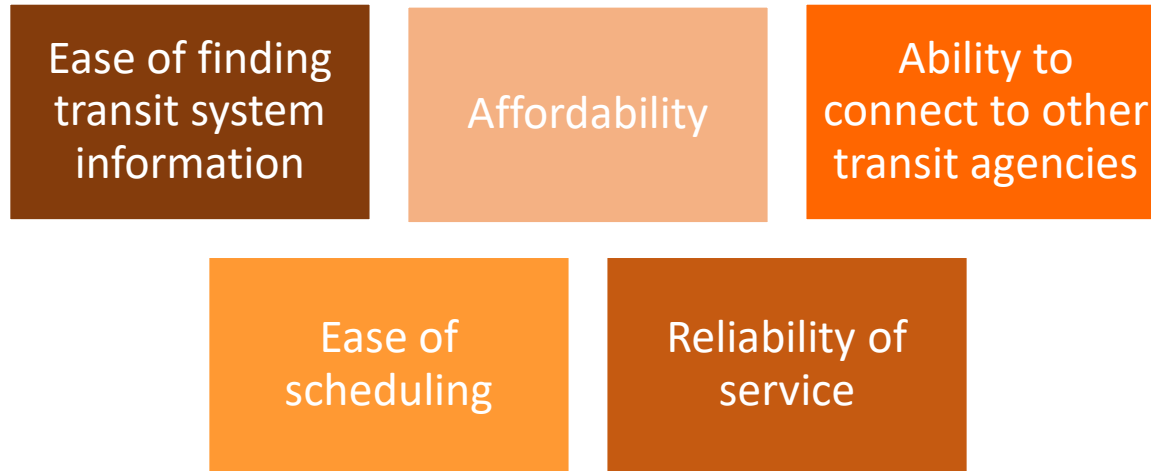 Ease of finding
transit system
information
Affordability
Ability to
connect to other
transit agencies
Ease of
scheduling
Reliability of
service